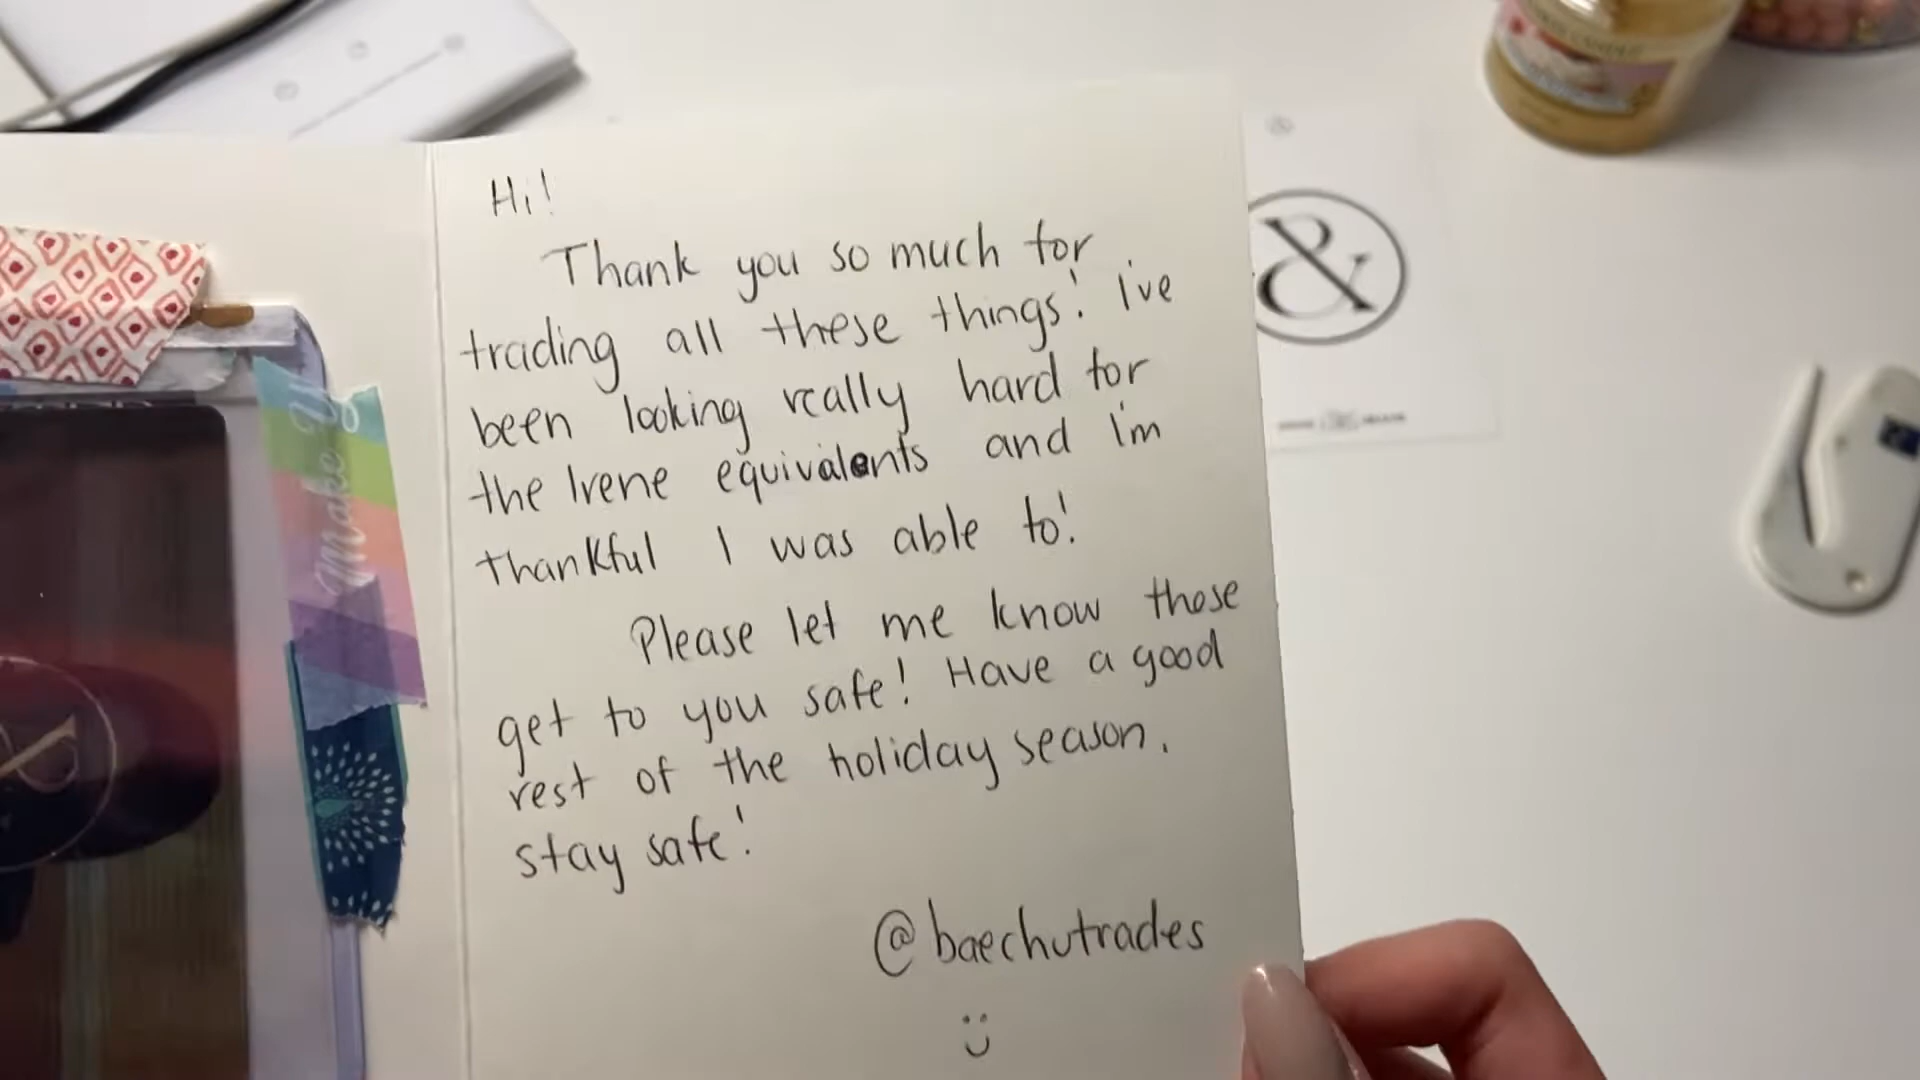 Hi!
Thank you so much for
trading all these things! I've
been looking really hard for
the Irene equivalents and I'm
thankful I was able to!
Please let me know these
get to you safe! Have a good
rest of the holiday season.
stay safe!
@baechutrades
Make
&